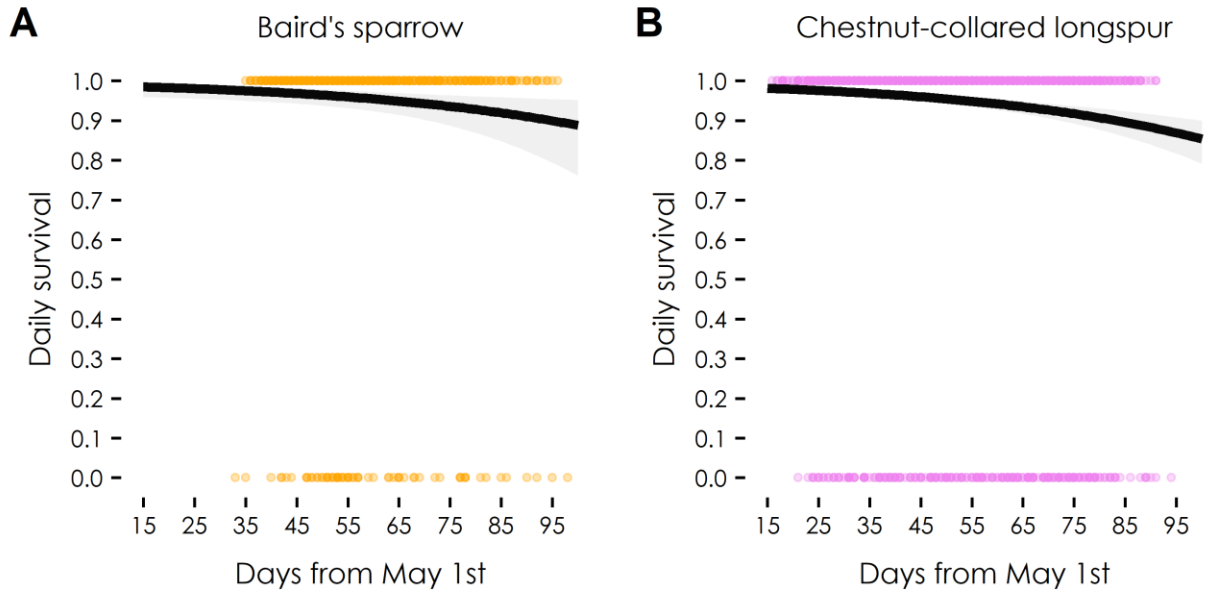 A
Baird's sparrow
Daily survival
1.0
0.9
0.8
0.7
0.6
0.5
0.4
0.3
0.2
0.1
0.0
15 25 35 45 55 65 75 85 95
Days from May 1st
B
Chestnut-collared longspur
Daily survival
1.0
0.9
0.8
0.7
0.6
0.5
0.4
0.3
0.2
0.1
0.0
15 25 35 45 55 65 75 85 95
Days from May 1st